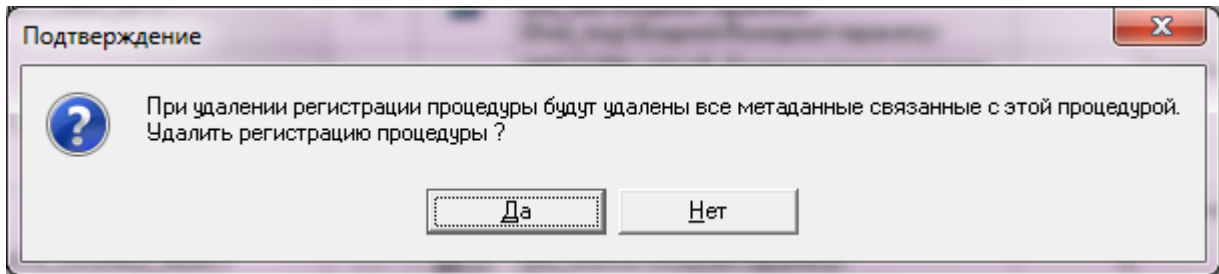 Подтверждение
При удалении регистрации процедуры будут удалены все метаданные связанные с этой процедурой.
Удалить регистрацию процедуры ?
Да
Нет